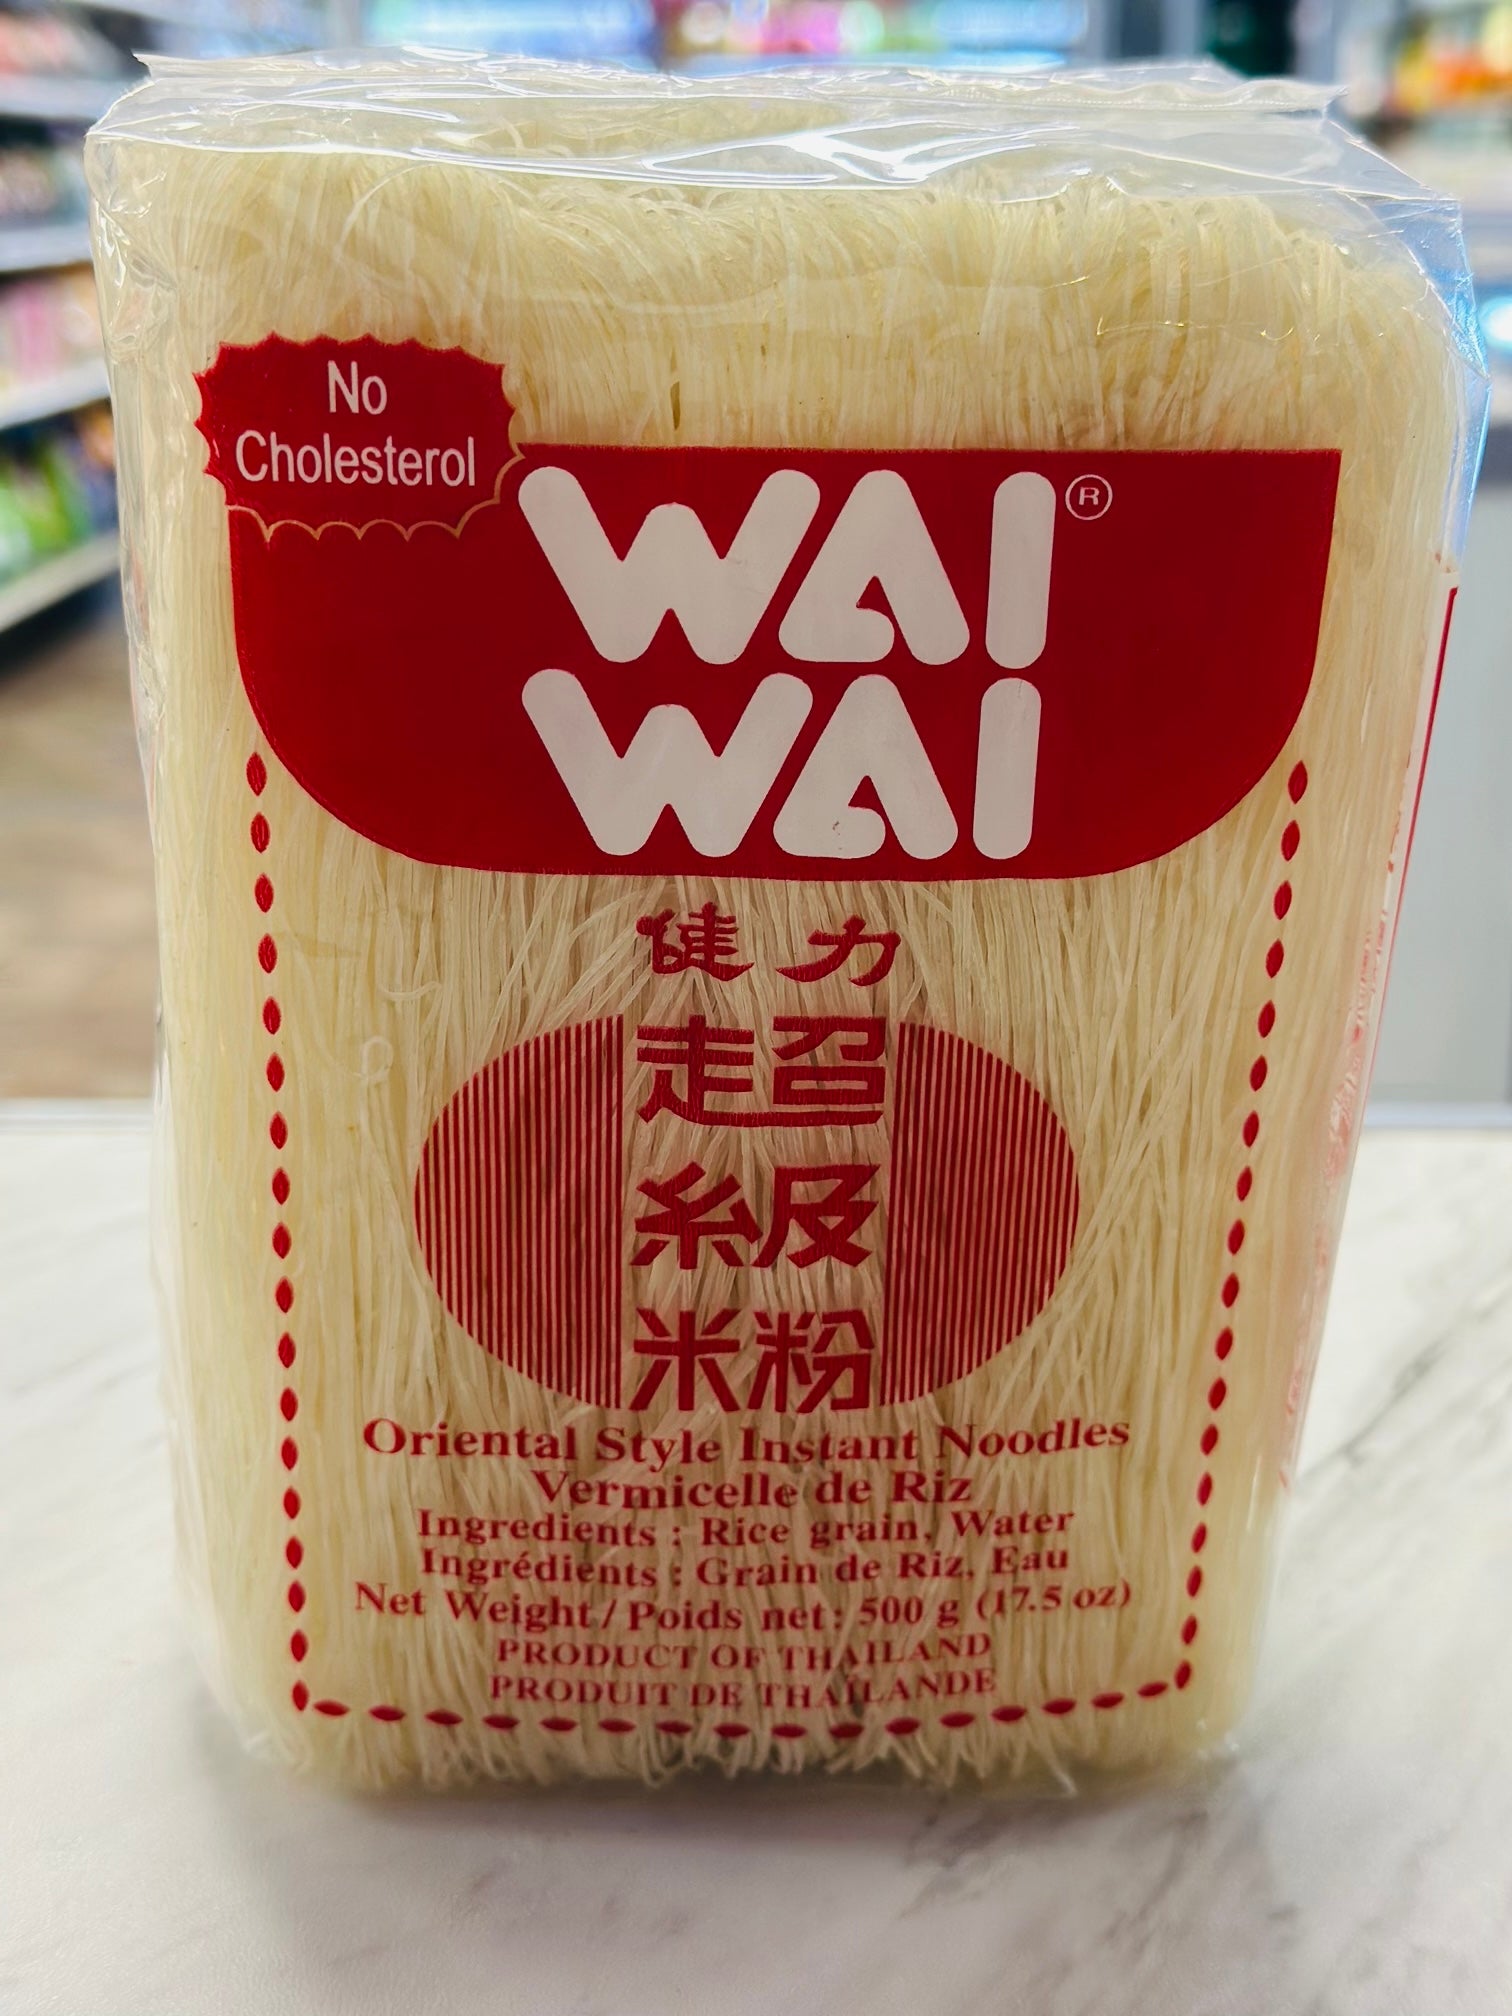 No
Cholesterol
WAI®
WAI
健力
超
級
米粉
Oriental Style Instant Noodles
Vermicelle de Riz
Ingredients : Rice grain, Water
Ingrédients : Grain de Riz, Eau
Net Weight / Poids net: 500 g (17.5 oz)
PRODUCT OF THAILAND
PRODUIT DE THAÏLANDE